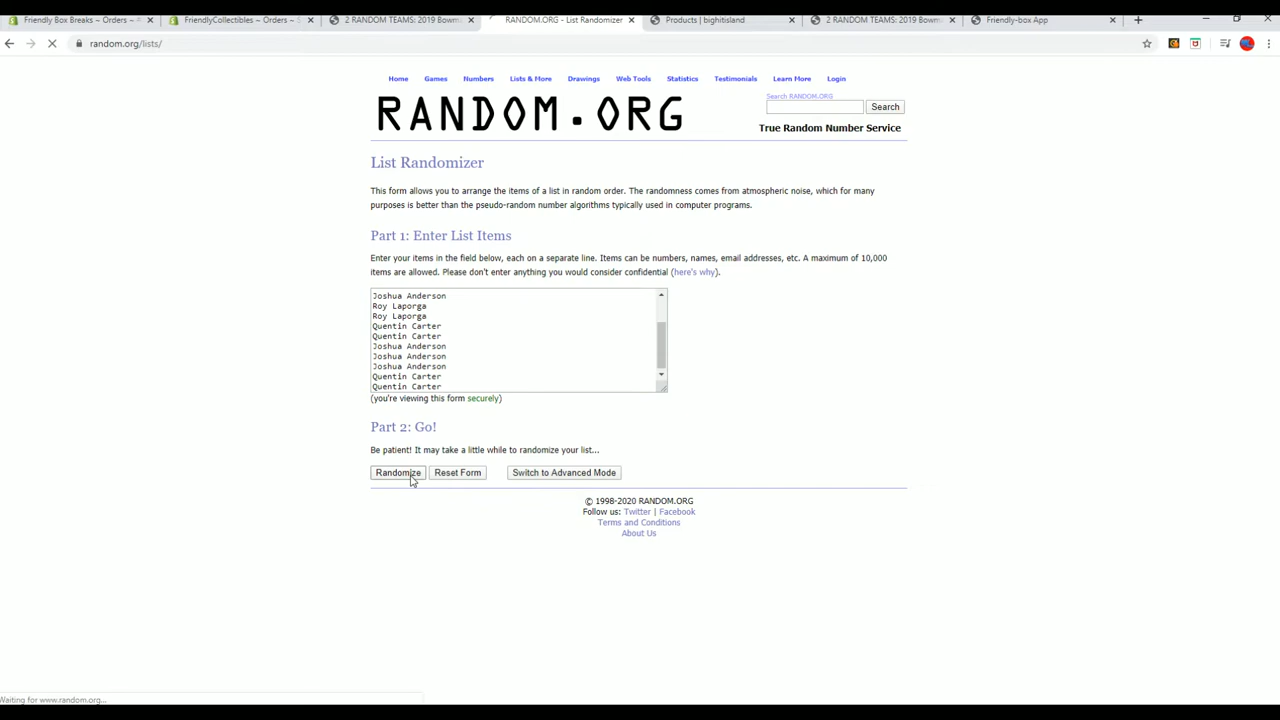 Friendly Box Breaks ~ Orders ~
FriendlyCollectibles ~ Orders ~
2 RANDOM TEAMS: 2019 Bowm
RANDOM.ORG - List Randomizer
Products | bighitisland
2 RANDOM TEAMS: 2019 Bowm
Friendly-box App
random.org/lists/
Home Games Numbers Lists & More Drawings Web Tools Statistics Testimonials Learn More Login
RANDOM.ORG
Search RANDOM.ORG
Search
True Random Number Service
List Randomizer
This form allows you to arrange the items of a list in random order. The randomness comes from atmospheric noise, which for many
purposes is better than the pseudo-random number algorithms typically used in computer programs.
Part 1: Enter List Items
Enter your items in the field below, each on a separate line. Items can be numbers, names, email addresses, etc. A maximum of 10,000
items are allowed. Please don't enter anything you would consider confidential (here's why).
Joshua Anderson
Roy Laporga
Roy Laporga
Quentin Carter
Quentin Carter
Joshua Anderson
Joshua Anderson
Joshua Anderson
Quentin Carter
Quentin Carter
(you're viewing this form securely)
Part 2: Go!
Be patient! It may take a little while to randomize your list...
Randomize Reset Form Switch to Advanced Mode
© 1998-2020 RANDOM.ORG
Follow us: Twitter | Facebook
Terms and Conditions
About Us
Waiting for www.random.org...